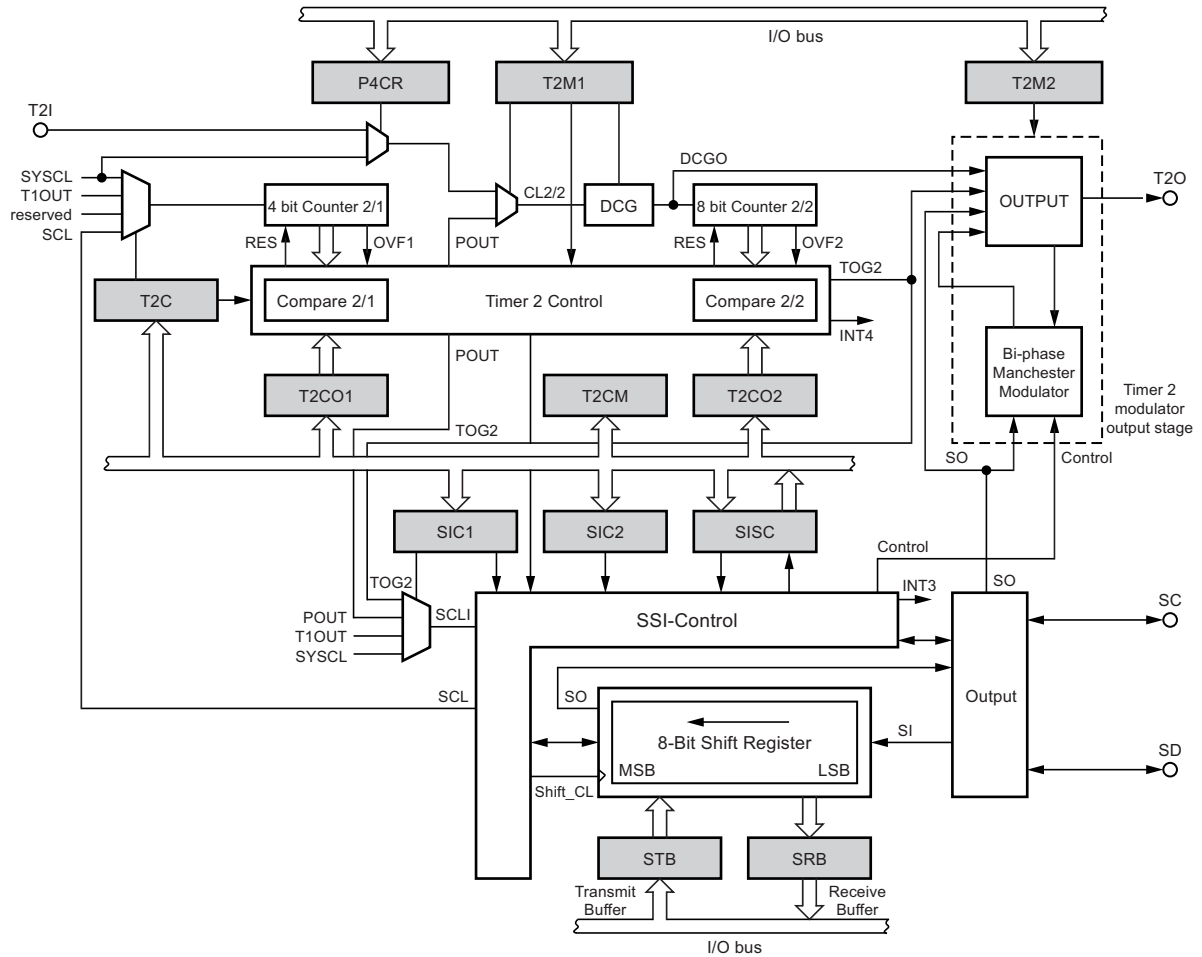 I/O bus
P4CR
T2M1
T2M2
T2I
DCGO
SYSCL
T1OUT
reserved
SCL
4 bit Counter 2/1
CL2/2
DCG
8 bit Counter 2/2
OUTPUT
T2O
RES
OVF1
POUT
RES
OVF2
TOG2
T2C
Compare 2/1
Timer 2 Control
Compare 2/2
INT4
POUT
Bi-phase
Manchester
Modulator
T2CO1
T2CM
T2CO2
Timer 2
modulator
output stage
TOG2
SO
Control
SIC1
SIC2
SISC
Control
TOG2
INT3
SO
POUT
T1OUT
SYSCL
SCLI
SSI-Control
SC
SCL
SO
Output
8-Bit Shift Register
SI
MSB
LSB
SD
Shift_CL
STB
SRB
Transmit
Buffer
Receive
Buffer
I/O bus